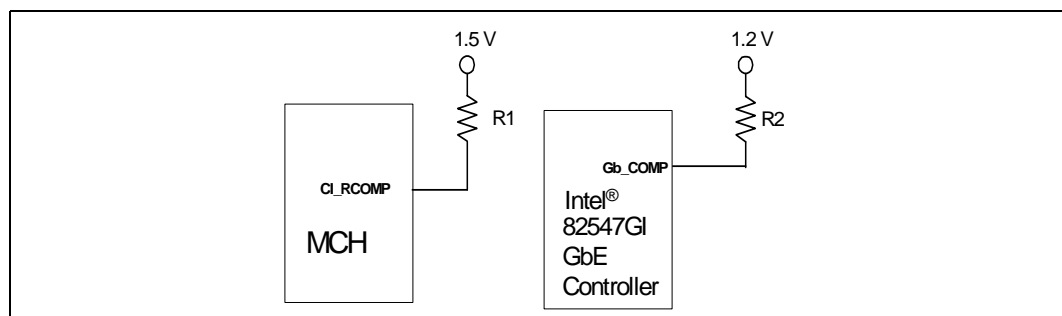 1.5 V
R1
CI_RCOMP
MCH
1.2 V
R2
Gb_COMP
Intel®
82547GI
GbE
Controller